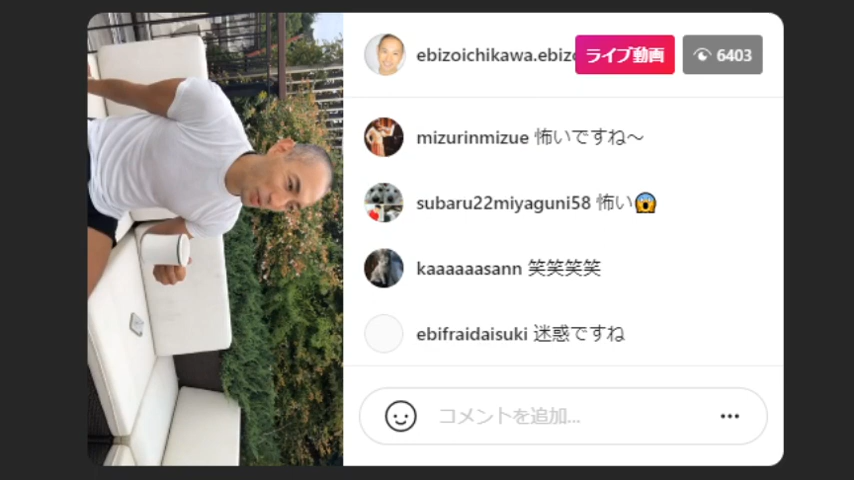 ebizoichikawa.ebizo
ライブ動画
6403
mizurinmizue 怖いですね～
subaru22miyaguni58 怖い😱
kaaaaaasann 笑笑笑笑
ebifraidaisuki 迷惑ですね
コメントを追加...